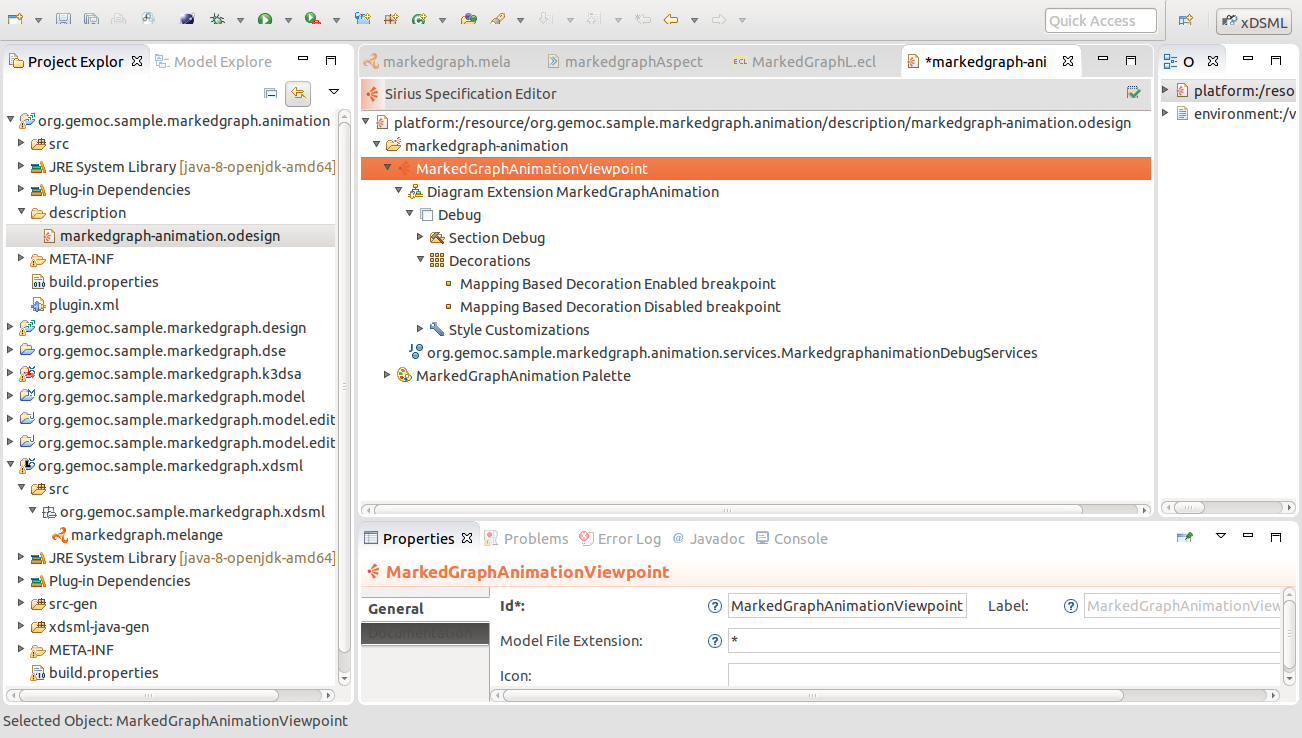 Quick Access
xDSML
Project Explor
Model Explore
org.gemoc.sample.markedgraph.animation
src
JRE System Library [java-8-openjdk-amd64]
Plug-in Dependencies
description
markedgraph-animation.odesign
META-INF
build.properties
plugin.xml
org.gemoc.sample.markedgraph.design
org.gemoc.sample.markedgraph.dse
org.gemoc.sample.markedgraph.k3dsa
org.gemoc.sample.markedgraph.model
org.gemoc.sample.markedgraph.model.edit
org.gemoc.sample.markedgraph.model.edit
org.gemoc.sample.markedgraph.xdsml
src
org.gemoc.sample.markedgraph.xdsml
markedgraph.melange
JRE System Library [java-8-openjdk-amd64]
Plug-in Dependencies
src-gen
xdsml-java-gen
META-INF
build.properties
markedgraph.mela
markedgraphAspect
ECL MarkedGraphL.ecl
*markedgraph-ani
Sirius Specification Editor
platform:/resource/org.gemoc.sample.markedgraph.animation/description/markedgraph-animation.odesign
markedgraph-animation
MarkedGraphAnimationViewpoint
Diagram Extension MarkedGraphAnimation
Debug
Section Debug
Decorations
Mapping Based Decoration Enabled breakpoint
Mapping Based Decoration Disabled breakpoint
Style Customizations
org.gemoc.sample.markedgraph.animation.services.MarkedgraphanimationDebugServices
MarkedGraphAnimation Palette
O
platform:/reso
environment:/v
Properties
Problems
Error Log
@ Javadoc
Console
MarkedGraphAnimationViewpoint
General
Documentation
Id*:
? MarkedGraphAnimationViewpoint
Label:
? MarkedGraphAnimationView
Model File Extension:
? *
Icon:
Selected Object: MarkedGraphAnimationViewpoint